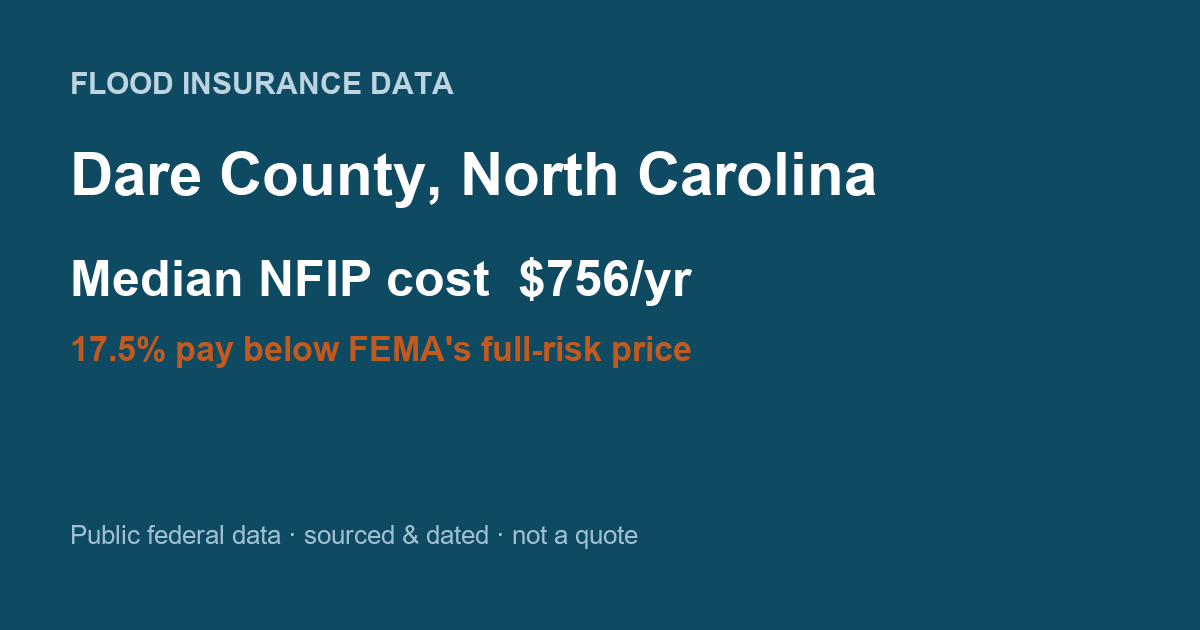 FLOOD INSURANCE DATA
Dare County, North Carolina
Median NFIP cost  $756/yr
17.5% pay below FEMA's full-risk price
Public federal data · sourced & dated · not a quote